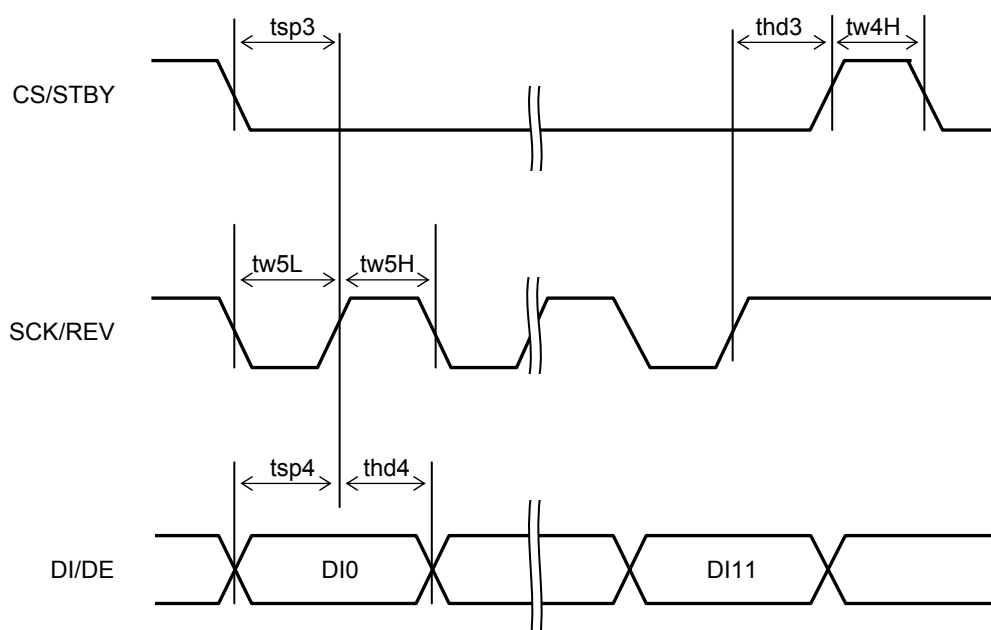 tsp3
thd3
tw4H
CS/STBY
tw5L
tw5H
SCK/REV
tsp4
thd4
DI/DE
DI0
DI11